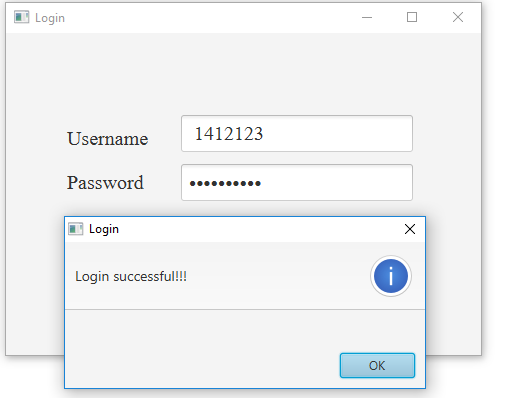 Login
Username 1412123
Password ••••••••••
Login
Login successful!!!
i
OK